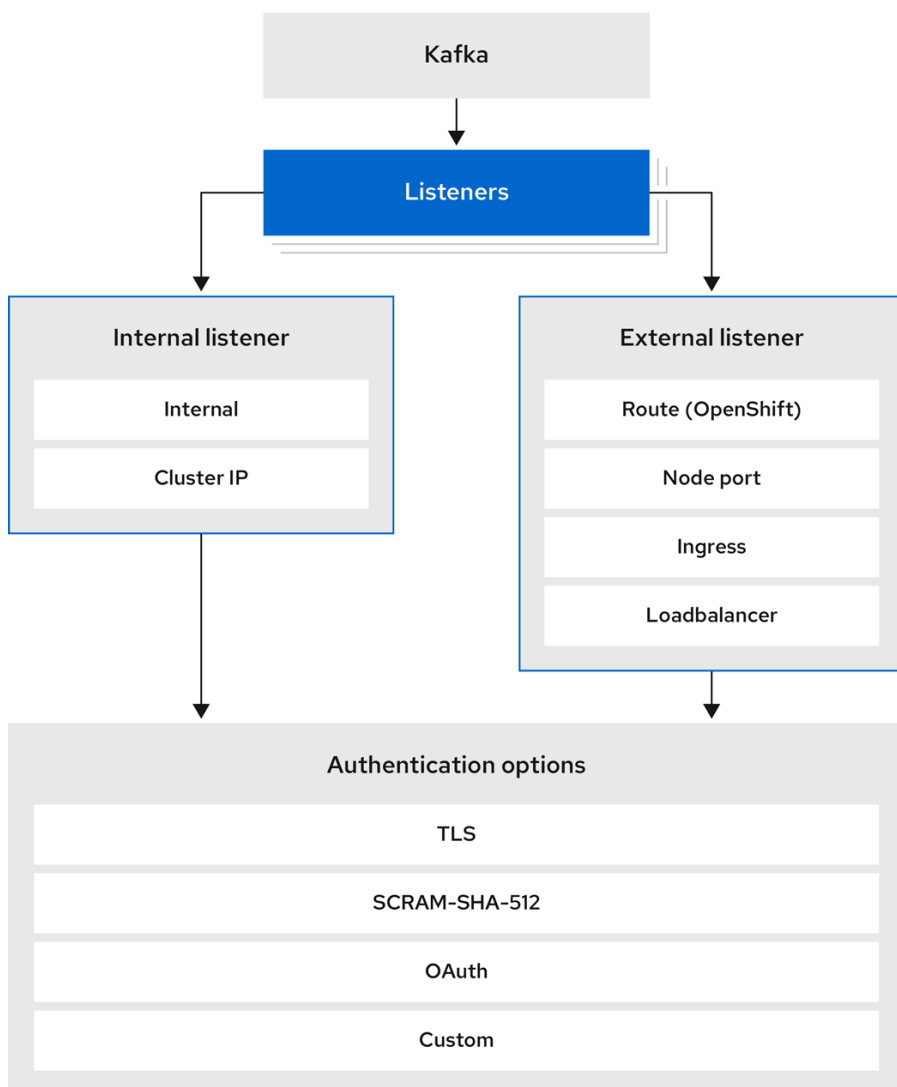 Kafka
Listeners
Internal listener
Internal
Cluster IP
External listener
Route (OpenShift)
Node port
Ingress
Loadbalancer
Authentication options
TLS
SCRAM-SHA-512
OAuth
Custom